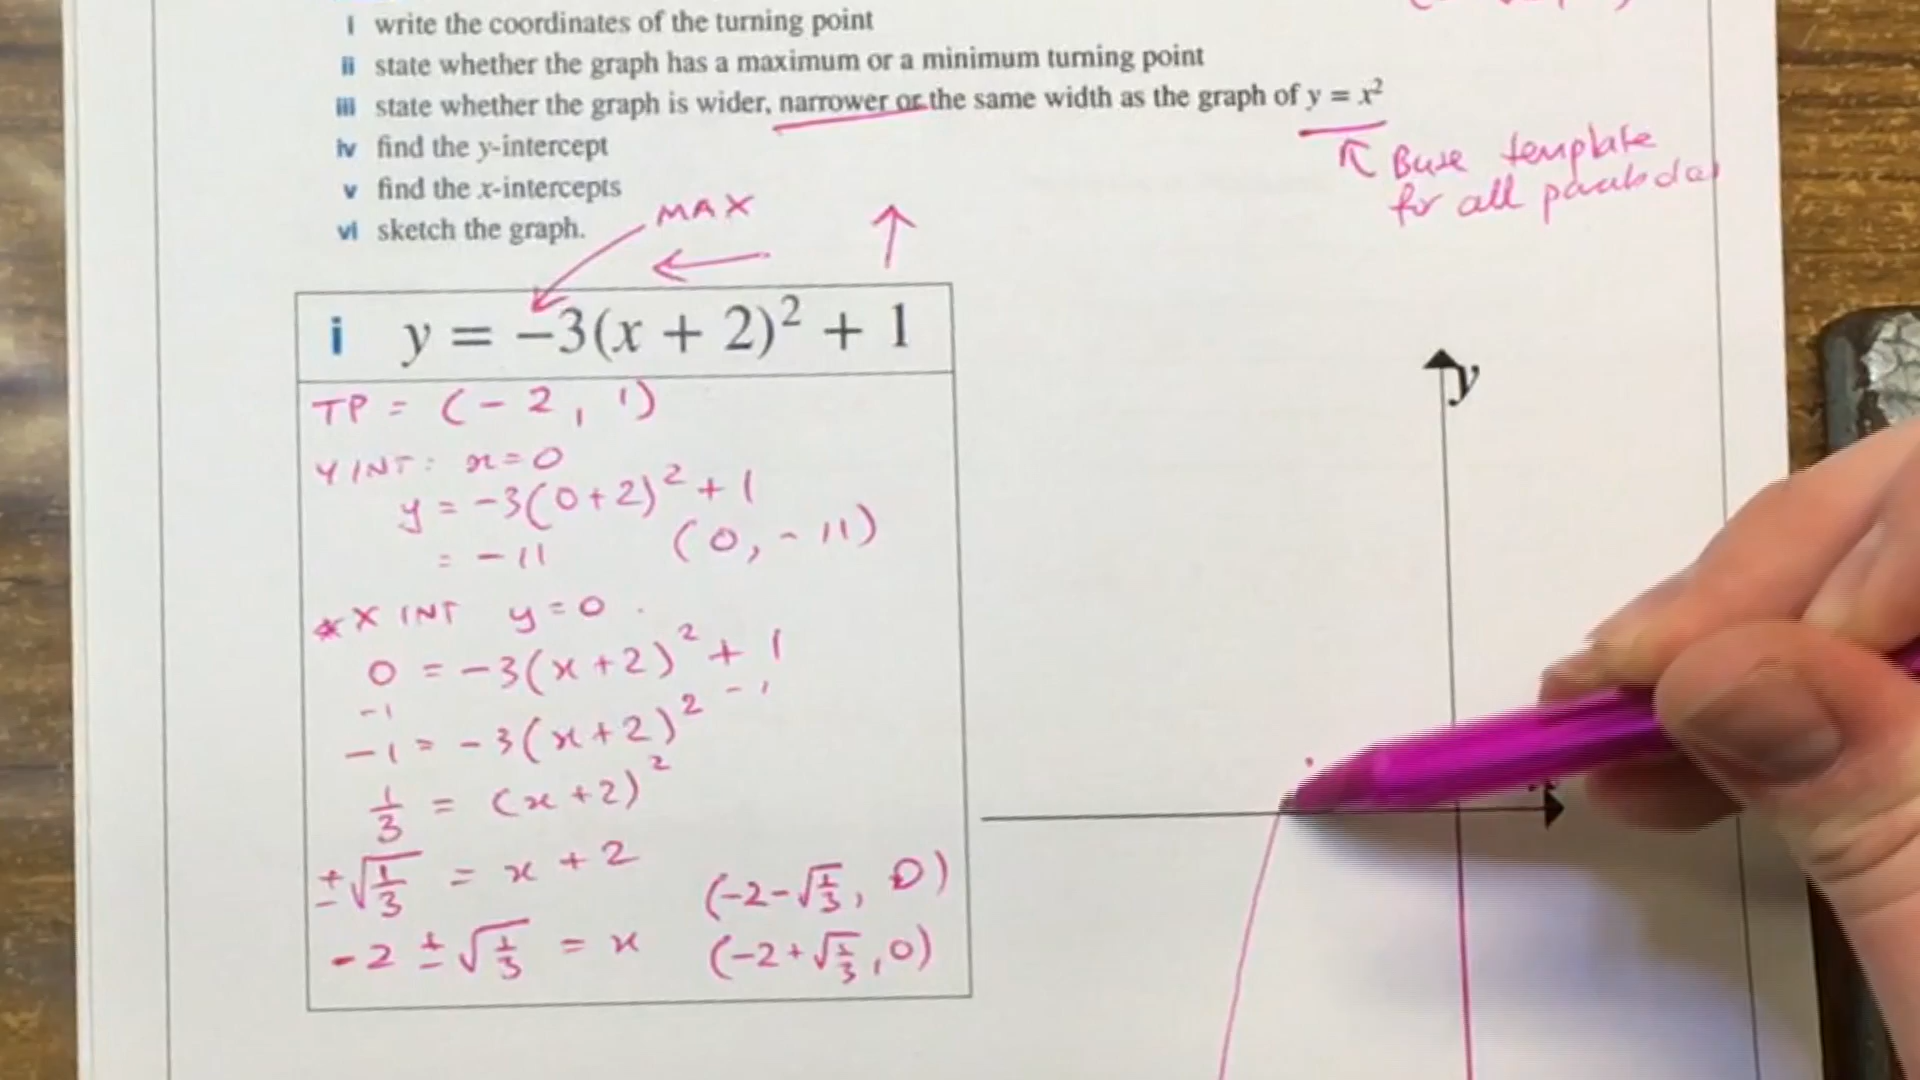 i write the coordinates of the turning point
ii state whether the graph has a maximum or a minimum turning point
iii state whether the graph is wider, narrower or the same width as the graph of y = x²
Base template
for all parabolas
iv find the y-intercept
v find the x-intercepts
vi sketch the graph.
MAX
i y = −3(x + 2)² + 1
TP = (-2, 1)
Y INT: x=0
y = -3(0+2)² + 1
= -11 (0, -11)
* X INT y=0
0 = -3(x+2)² + 1
-1 -1
-1 = -3(x+2)²
1/3 = (x+2)²
±√1/3 = x + 2
-2 ± √1/3 = x
(-2-√1/3, 0)
(-2+√1/3, 0)
y